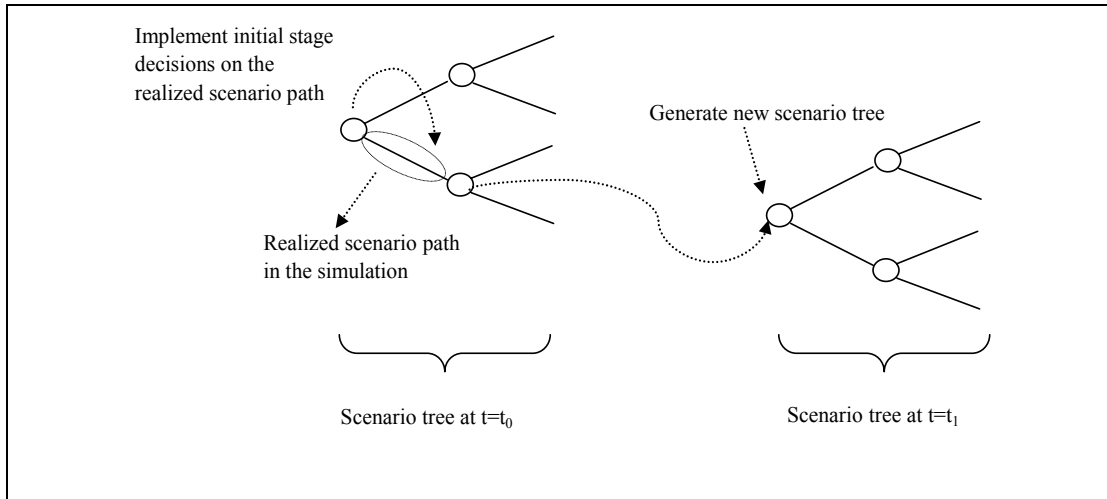 Implement initial stage
decisions on the
realized scenario path
Generate new scenario tree
Realized scenario path
in the simulation
Scenario tree at t=t₀
Scenario tree at t=t₁